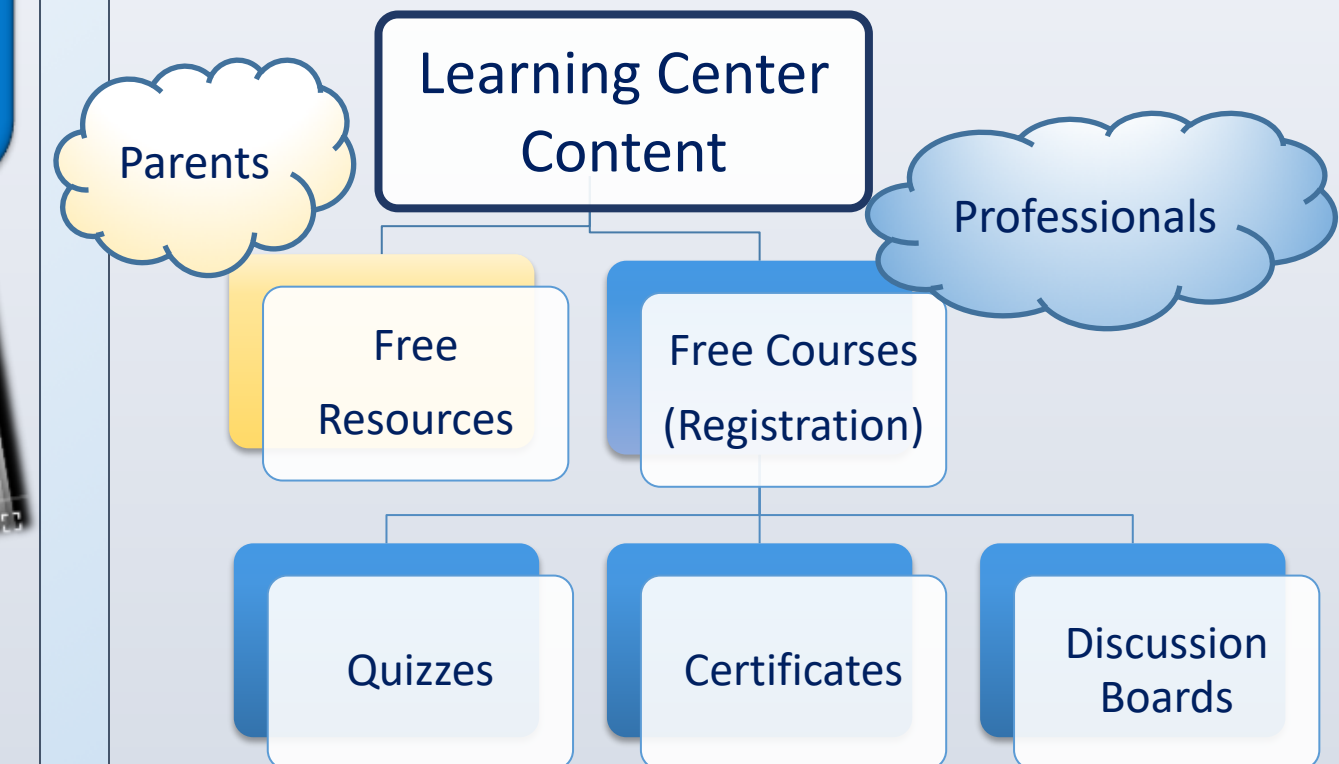 Learning Center
Content
Parents
Professionals
Free
Resources
Free Courses
(Registration)
Quizzes
Certificates
Discussion
Boards